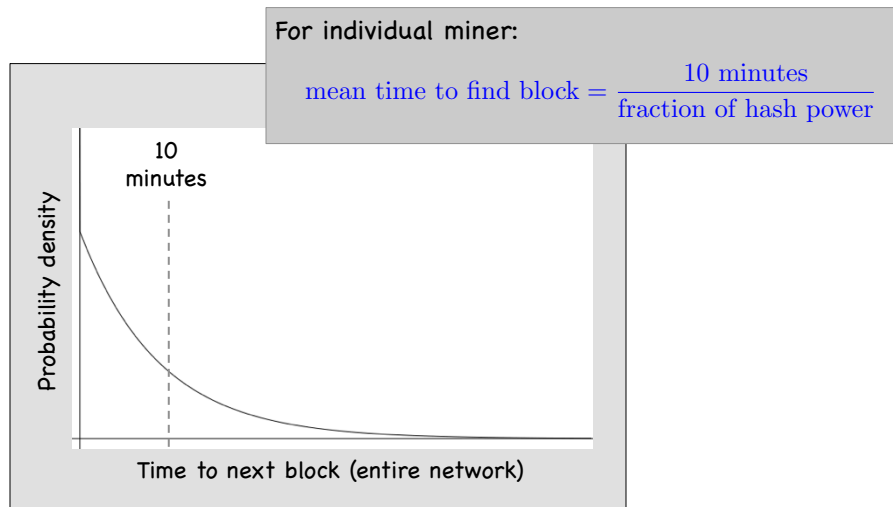 For individual miner:
mean time to find block = 10 minutes / fraction of hash power
10
minutes
Probability density
Time to next block (entire network)